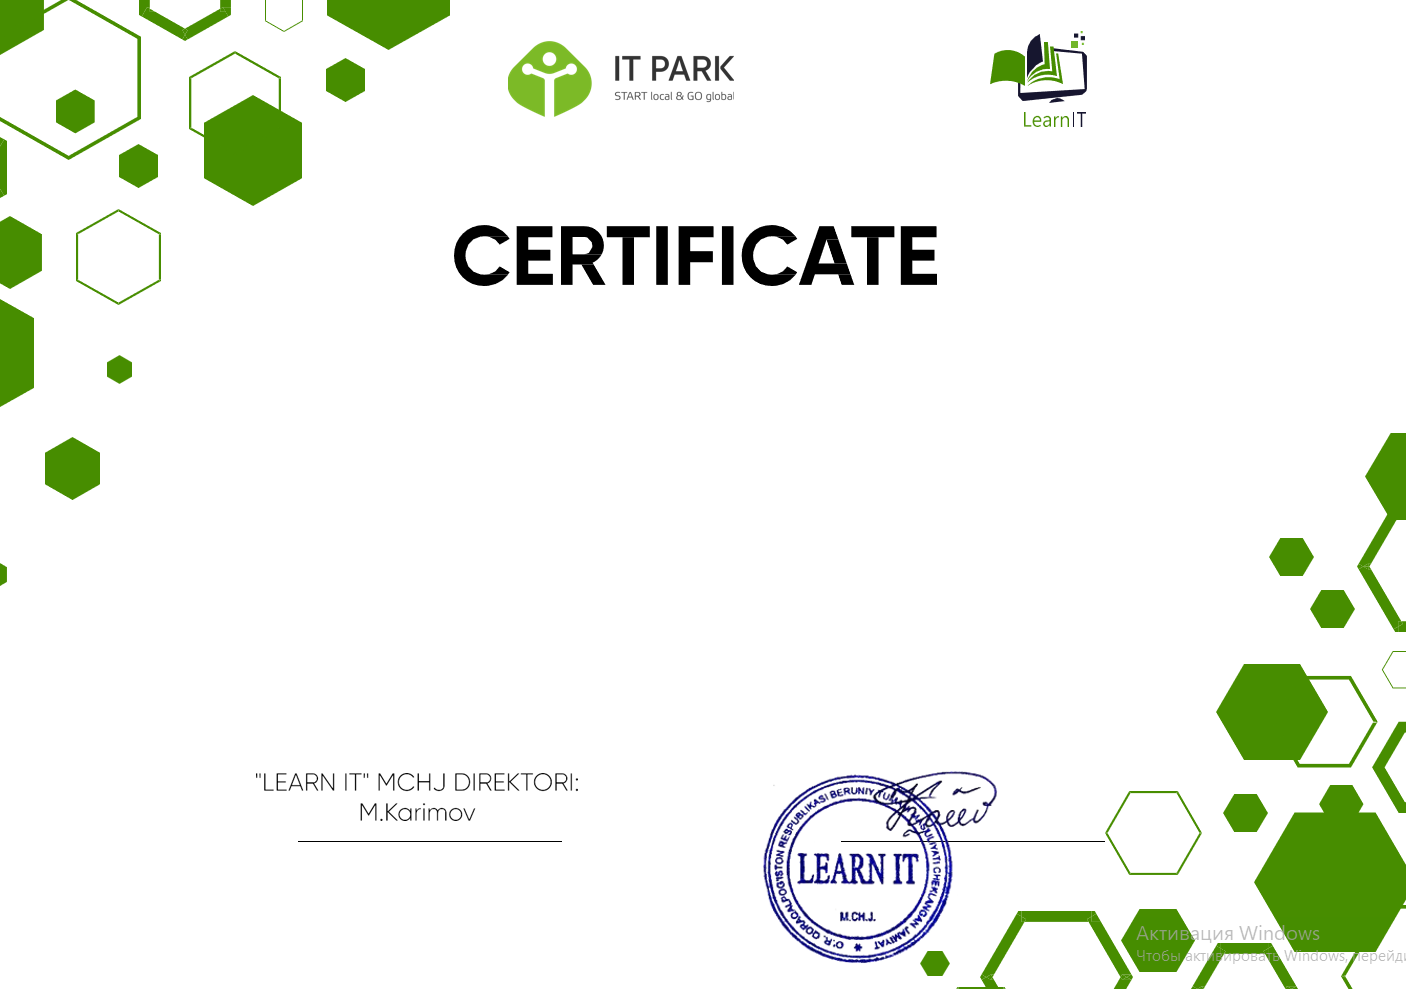 IT PARK
START local & GO global
LearnIT
CERTIFICATE
"LEARN IT" MCHJ DIREKTORI:
M.Karimov
O'.R. QORAQALPOG'ISTON RESPUBLIKASI BERUNIY TUMANI MAS'ULIYATI CHEKLANGAN JAMIYAT
LEARN IT
M.CH.J.
Активация Windows
Чтобы активировать Windows, перейди